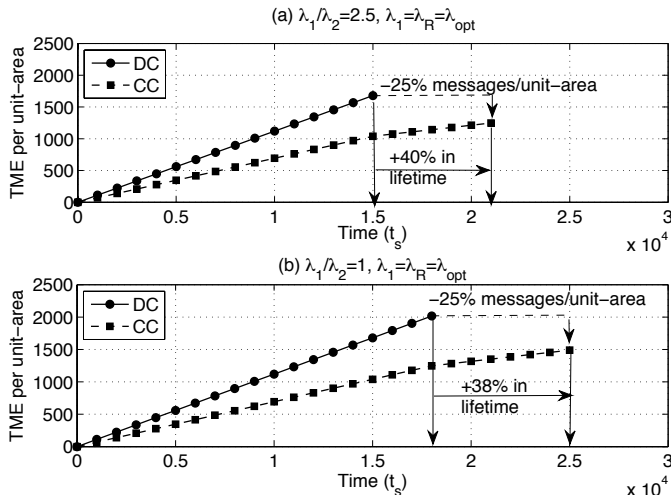 (a) λ1/λ2=2.5, λ1=λR=λopt
2500
2000
1500
1000
500
0
TME per unit−area
DC
CC
−25% messages/unit−area
+40% in
lifetime
0 0.5 1 1.5 2 2.5 3
Time (ts)
x 10^4
(b) λ1/λ2=1, λ1=λR=λopt
2500
2000
1500
1000
500
0
TME per unit−area
DC
CC
−25% messages/unit−area
+38% in
lifetime
0 0.5 1 1.5 2 2.5 3
Time (ts)
x 10^4